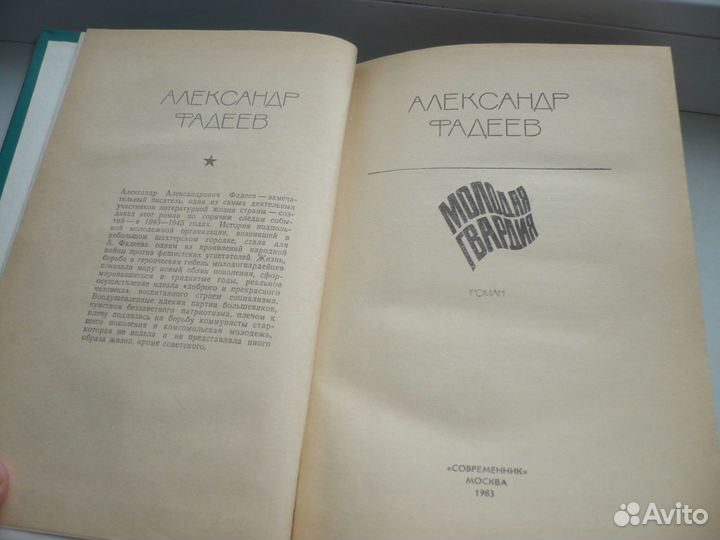 АЛЕКСАНДР
ФАДЕЕВ
Александр Александрович Фадеев — замеча-
тельный писатель, один из самых деятельных
участников литературной жизни страны — соз-
давал этот роман по горячим следам собы-
тий — в 1943—1945 годах. История подполь-
ной молодежной организации, возникшей в
небольшом шахтерском городке, стала для
А. Фадеева одним из проявлений народной
войны против фашистских угнетателей. Жизнь,
борьба и героическая гибель молодогвардейцев
показала миру новый облик поколения, сфор-
мировавшегося в тридцатые годы, реальное
осуществление идеала «доброго и прекрасного
человека», воспитанного строем социализма.
Воодушевленные идеями партии большевиков,
чувством беззаветного патриотизма, плечом к
плечу поднялись на борьбу коммунисты стар-
шего поколения и комсомольская молодежь,
которая не ведела и не представляла иного
образа жизни, кроме советского.
АЛЕКСАНДР
ФАДЕЕВ
МОЛОДАЯ
ГВАРДИЯ
РОМАН
«СОВРЕМЕННИК»
МОСКВА
1983
Avito